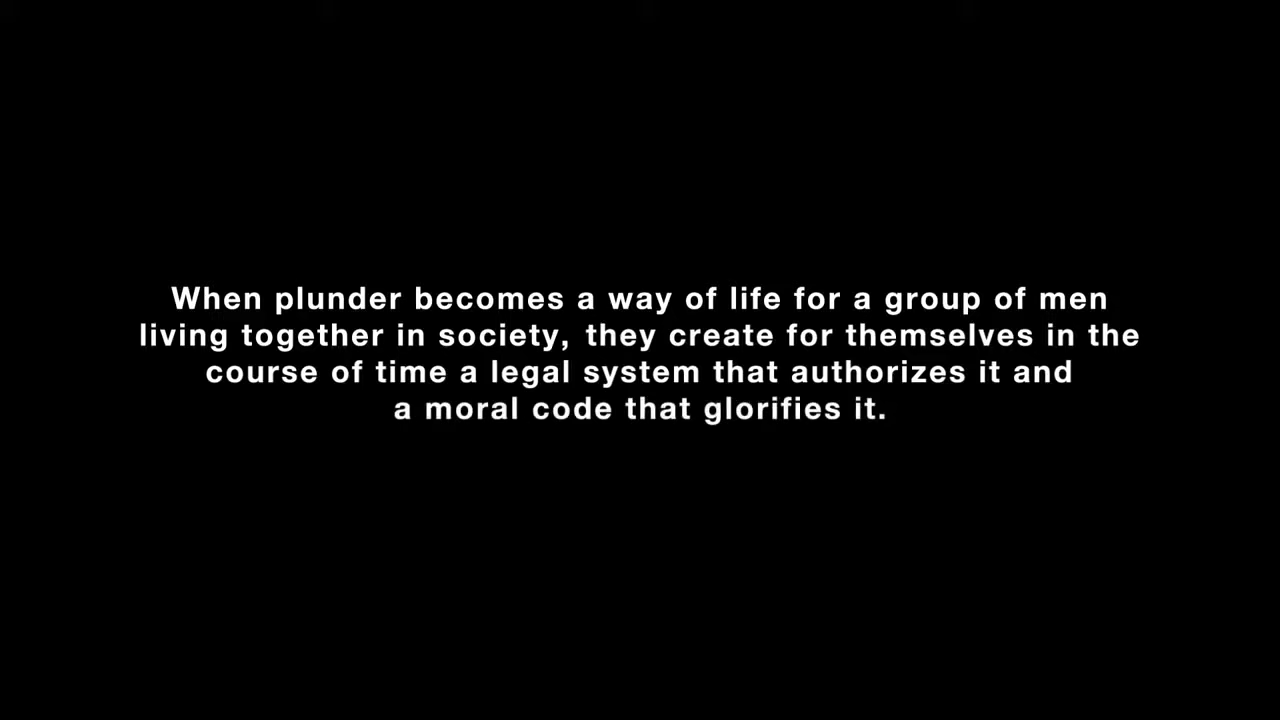 When plunder becomes a way of life for a group of men
living together in society, they create for themselves in the
course of time a legal system that authorizes it and
a moral code that glorifies it.